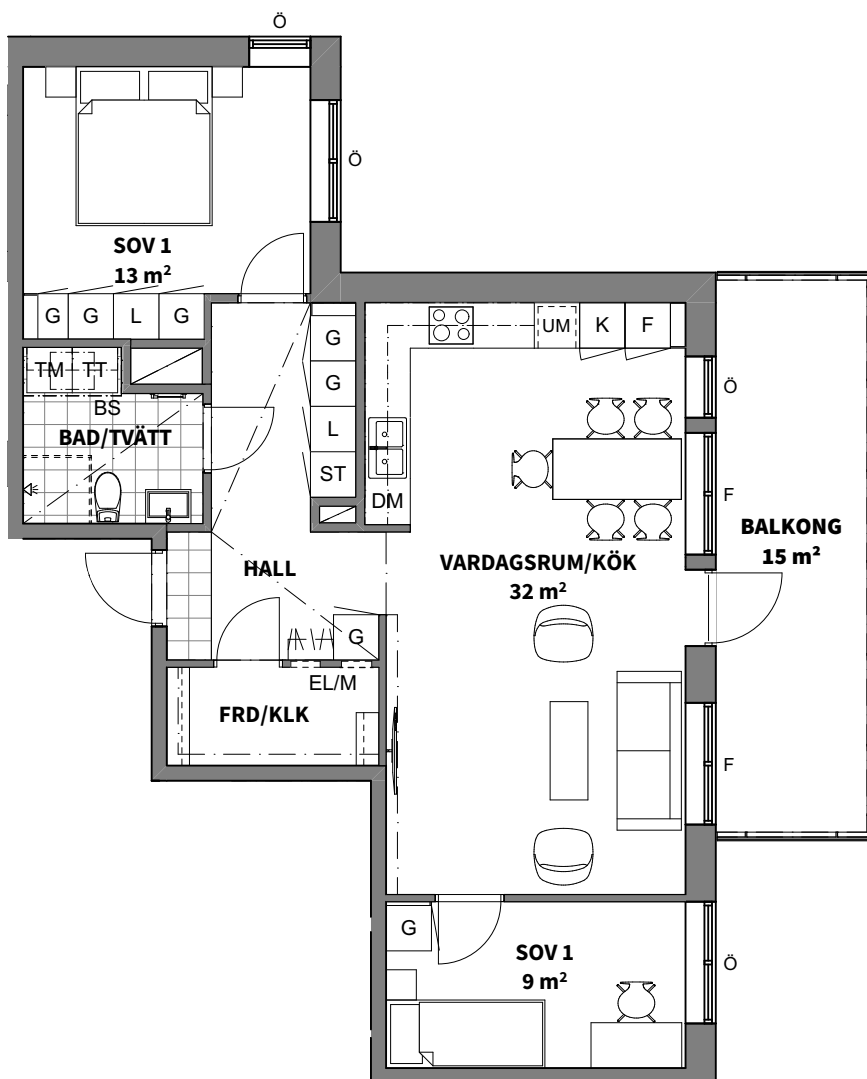 Ö
Ö
SOV 1
13 m²
G G L G
G
G
L
ST
UM K F
TM TT
BS
BAD/TVÄTT
DM
Ö
F
BALKONG
15 m²
HALL
VARDAGSRUM/KÖK
32 m²
G
EL/M
FRD/KLK
F
G
SOV 1
9 m²
Ö